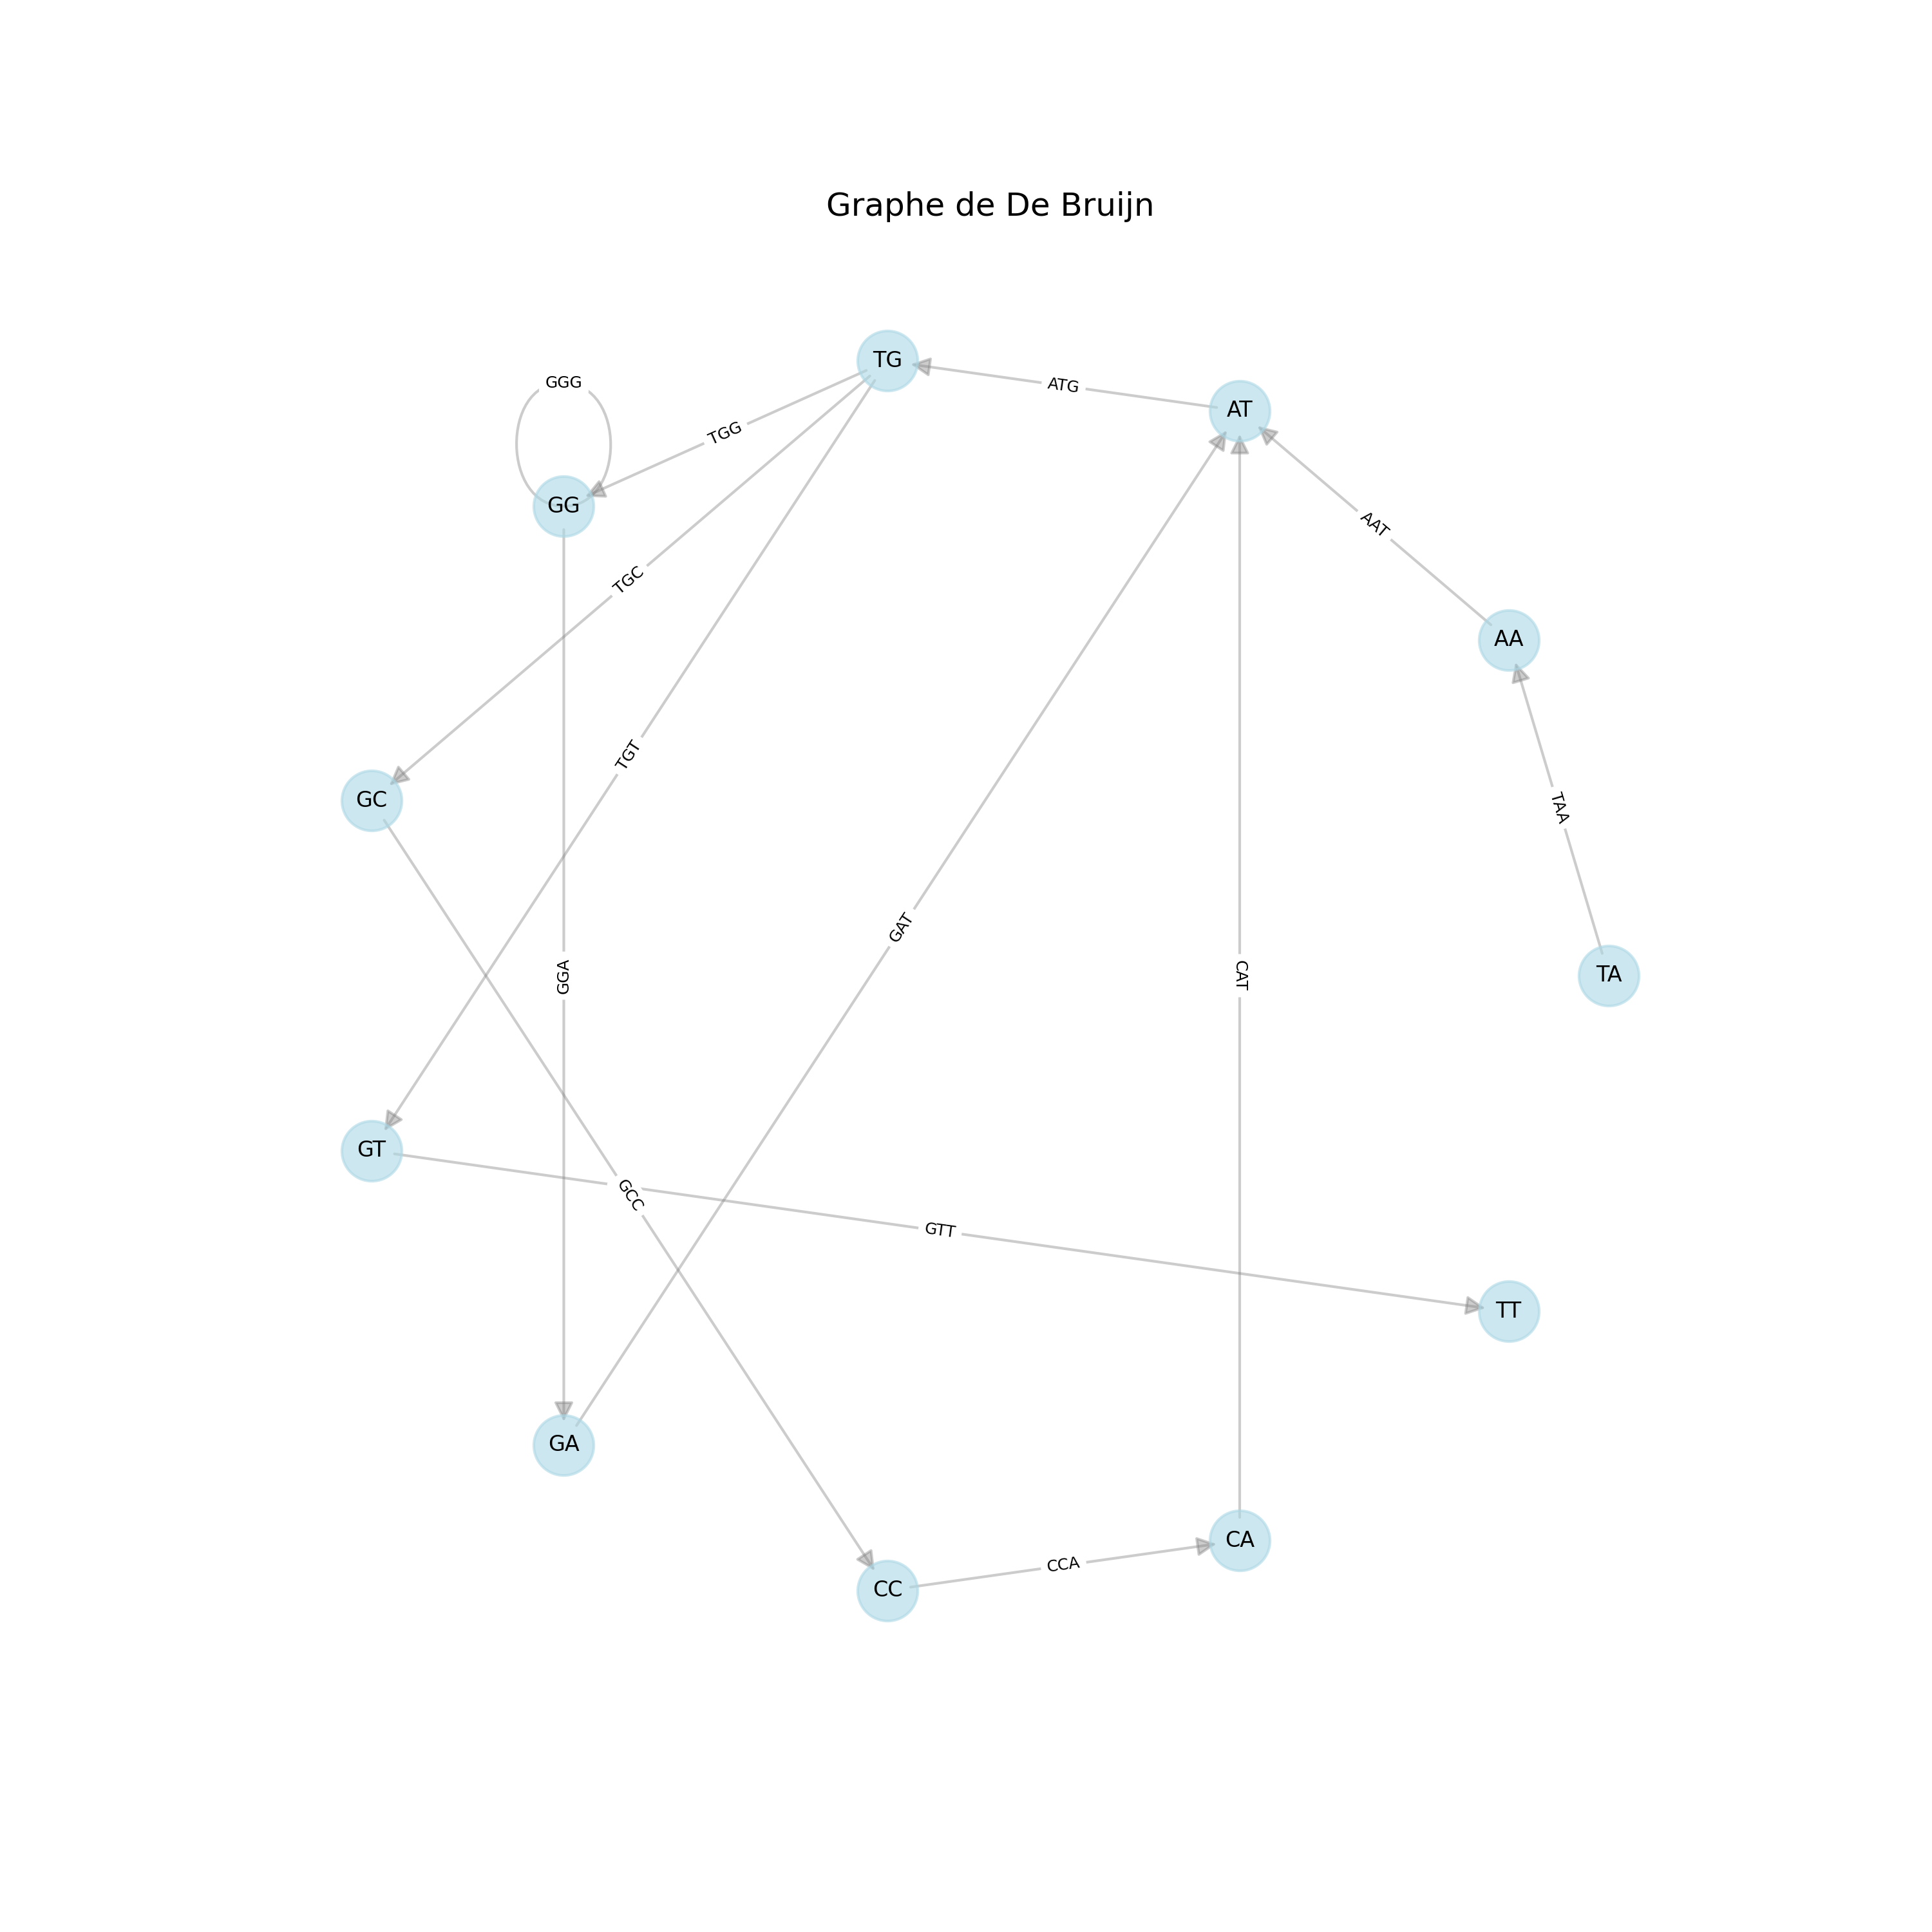 Graphe de De Bruijn
TG
ATG
GGG
AT
TGG
GG
AAT
TGC
AA
TGT
GC
TAA
GAT
GGA
CAT
TA
GT
GCC
GTT
TT
GA
CA
CCA
CC